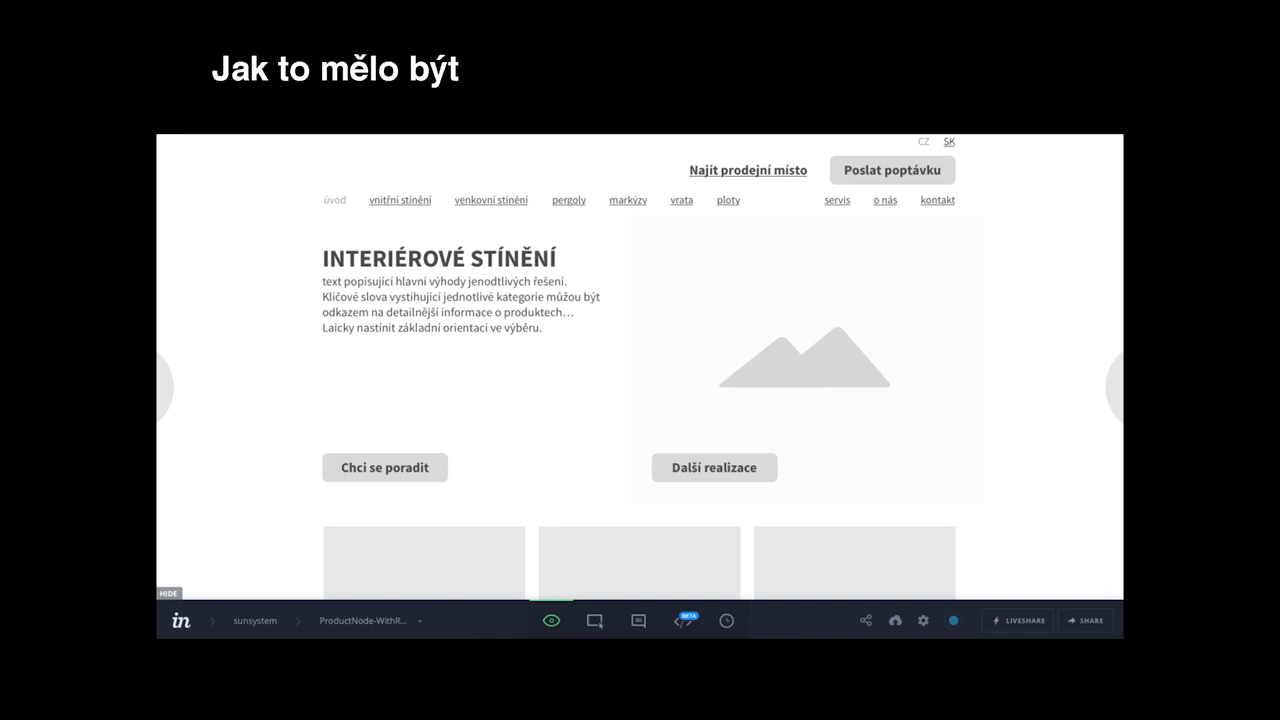 Jak to mělo být
CZ SK
Najít prodejní místo Poslat poptávku
úvod vnitřní stínění venkovní stínéní pergoly markýzy vrata ploty servis o nás kontakt
INTERIÉROVÉ STÍNĚNÍ
text popisující hlavní výhody jenodtlivých řešení.
Klíčové slova vystihující jednotlivé kategorie můžou být
odkazem na detailnější informace o produktech…
Laicky nastínit základní orientaci ve výběru.
Chci se poradit Další realizace
HIDE
in sunsystem ProductNode-WithR... BETA LIVESHARE SHARE